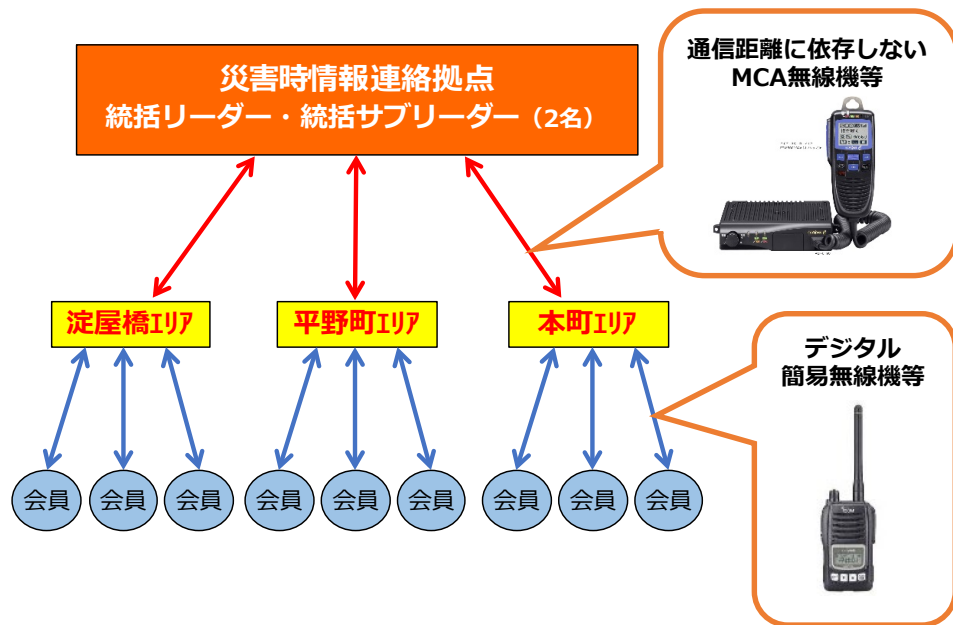 災害時情報連絡拠点
統括リーダー・統括サブリーダー（2名）
通信距離に依存しない
MCA無線機等
淀屋橋ｴﾘｱ
平野町ｴﾘｱ
本町ｴﾘｱ
デジタル
簡易無線機等
会員
会員
会員
会員
会員
会員
会員
会員
会員
ICOM